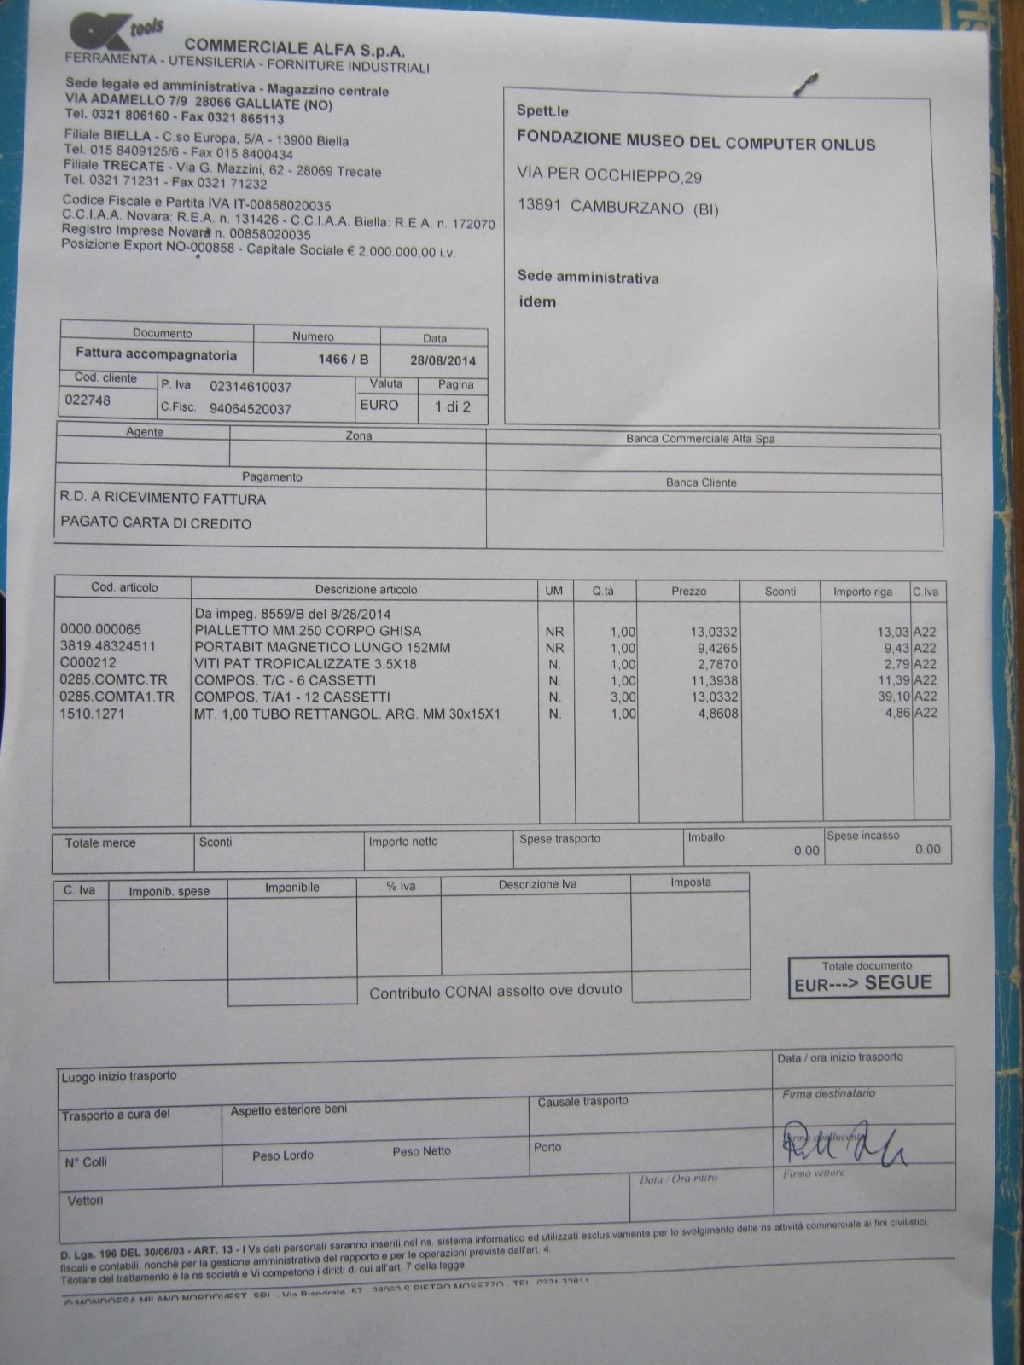 tools
COMMERCIALE ALFA S.p.A.
FERRAMENTA - UTENSILERIA - FORNITURE INDUSTRIALI
Sede legale ed amministrativa - Magazzino centrale
VIA ADAMELLO 7/9 28066 GALLIATE (NO)
Tel. 0321 806160 - Fax 0321 865113
Filiale BIELLA - C.so Europa, 5/A - 13900 Biella
Tel. 015 8409125/6 - Fax 015 8400434
Filiale TRECATE - Via G. Mazzini, 62 - 28069 Trecate
Tel. 0321 71231 - Fax 0321 71232
Codice Fiscale e Partita IVA IT-00858020035
C.C.I.A.A. Novara: R.E.A. n. 131426 - C.C.I.A.A. Biella: R.E.A. n. 172070
Registro Imprese Novara n. 00858020035
Posizione Export NO-000858 - Capitale Sociale € 2.000.000,00 i.v.
Spett.le
FONDAZIONE MUSEO DEL COMPUTER ONLUS
VIA PER OCCHIEPPO,29
13891 CAMBURZANO (BI)
Sede amministrativa
idem
Documento Numero Data
Fattura accompagnatoria 1466 / B 28/08/2014
Cod. cliente P. Iva 02314610037 Valuta Pagina
022748 C.Fisc. 94064520037 EURO 1 di 2
Agente Zona Banca Commerciale Alfa Spa
Pagamento Banca Cliente
R.D. A RICEVIMENTO FATTURA
PAGATO CARTA DI CREDITO
Cod. articolo Descrizione articolo UM Q.tà Prezzo Sconti Importo riga C.Iva
Da impeg. 8559/B del 8/28/2014
0000.000065 PIALLETTO MM.250 CORPO GHISA NR 1,00 13,0332 13,03 A22
3819.48324511 PORTABIT MAGNETICO LUNGO 152MM NR 1,00 9,4265 9,43 A22
C000212 VITI PAT TROPICALIZZATE 3.5X18 N. 1,00 2,7870 2,79 A22
0285.COMTC.TR COMPOS. T/C - 6 CASSETTI N. 1,00 11,3938 11,39 A22
0285.COMTA1.TR COMPOS. T/A1 - 12 CASSETTI N. 3,00 13,0332 39,10 A22
1510.1271 MT. 1,00 TUBO RETTANGOL. ARG. MM 30x15X1 N. 1,00 4,8608 4,86 A22
Totale merce Sconti Importo netto Spese trasporto Imballo 0.00 Spese incasso 0.00
C. Iva Imponib. spese Imponibile % Iva Descrizione Iva Imposta
Contributo CONAI assolto ove dovuto
Totale documento
EUR---> SEGUE
Luogo inizio trasporto Data / ora inizio trasporto
Trasporto a cura del Aspetto esteriore beni Causale trasporto Firma destinatario
N° Colli Peso Lordo Peso Netto Porto
Vettori Data / Ora ritiro Firma vettore
D. Lgs. 196 DEL 30/06/03 - ART. 13 - I Vs dati personali saranno inseriti nel ns. sistema informatico ed utilizzati esclusivamente per lo svolgimento delle ns attività commerciale ai fini civilistici,
fiscali e contabili, nonchè per la gestione amministrativa del rapporto e per le operazioni previste dall'art. 4.
Titolare del trattamento è la ns società e Vi competono i diritti di cui all'art. 7 della legge